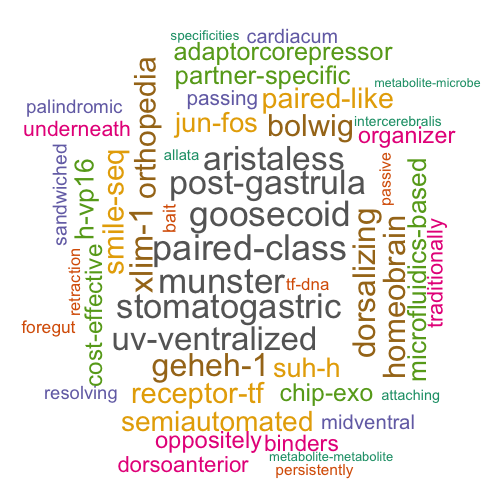 specificities
cardiacum
adaptorcorepressor
partner-specific
metabolite-microbe
palindromic
passing
paired-like
intercerebralis
underneath
jun-fos
bolwig
organizer
orthopedia
allata
aristaless
sandwiched
h-vp16
smile-seq
post-gastrula
passive
bait
goosecoid
xlim-1
paired-class
dorsalizing
homeobrain
microfluidics-based
traditionally
retraction
cost-effective
munster
tf-dna
foregut
stomatogastric
uv-ventralized
geheh-1
suh-h
resolving
receptor-tf
chip-exo
attaching
semiautomated
midventral
oppositely
binders
dorsoanterior
metabolite-metabolite
persistently